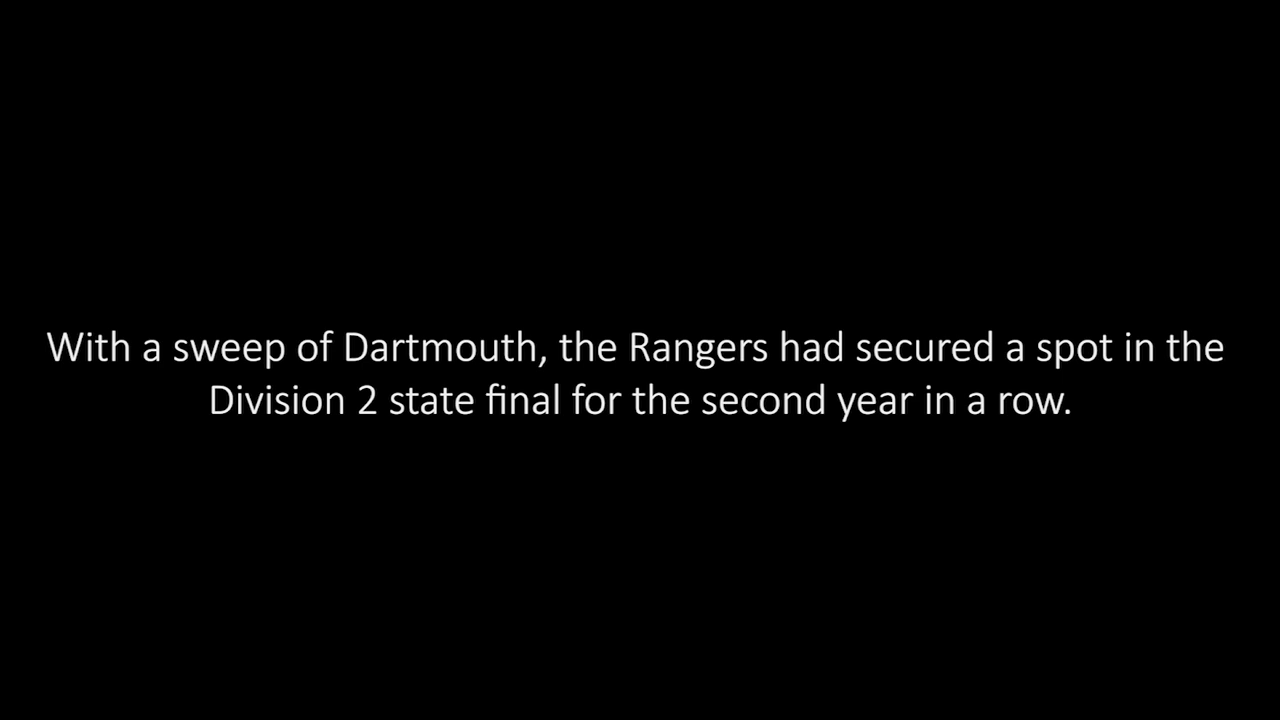 With a sweep of Dartmouth, the Rangers had secured a spot in the
Division 2 state final for the second year in a row.